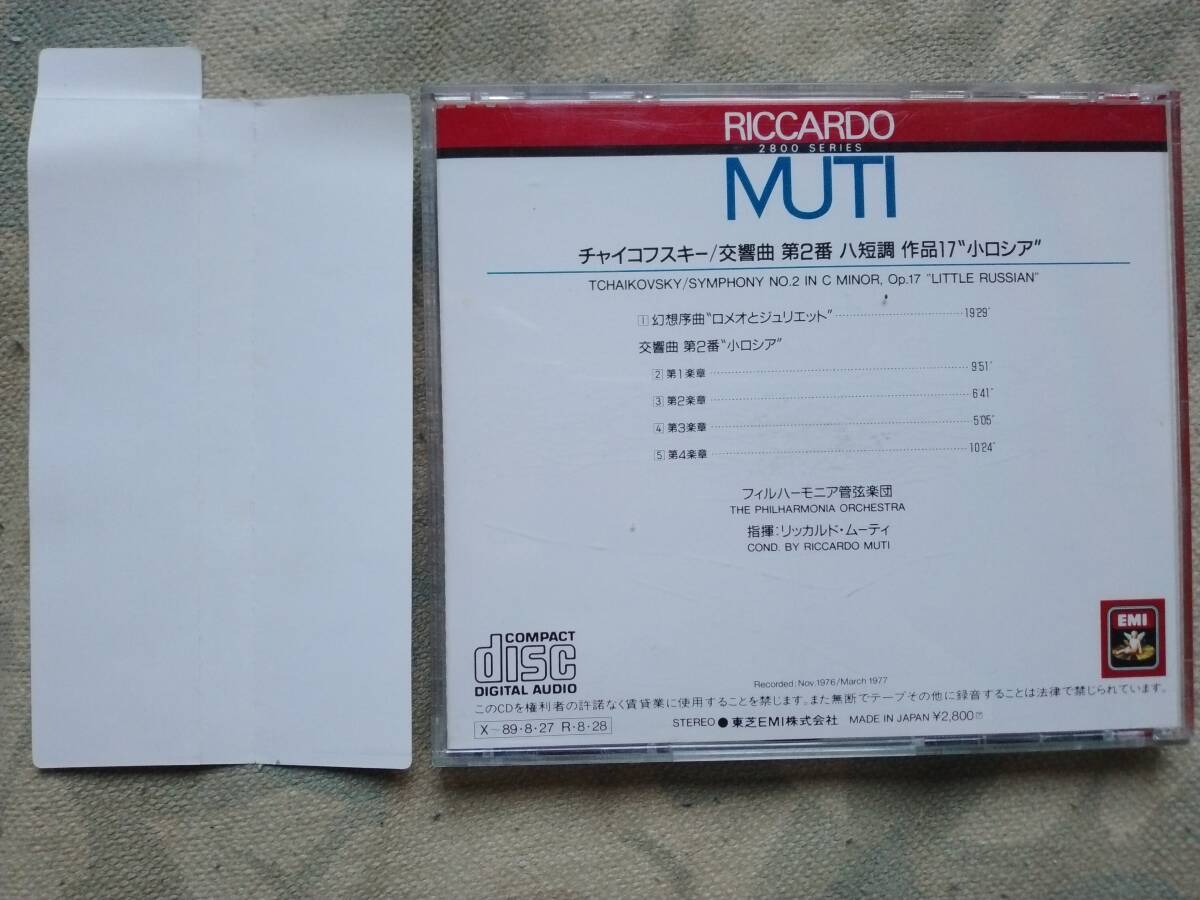 RICCARDO
2800 SERIES
MUTI
チャイコフスキー/交響曲 第2番 ハ短調 作品17〝小ロシア〟
TCHAIKOVSKY/SYMPHONY NO.2 IN C MINOR, Op.17 "LITTLE RUSSIAN"
1 幻想序曲〝ロメオとジュリエット〟 19'29"
交響曲 第2番〝小ロシア〟
2 第1楽章 9'51"
3 第2楽章 6'41"
4 第3楽章 5'05"
5 第4楽章 10'24"
フィルハーモニア管弦楽団
THE PHILHARMONIA ORCHESTRA
指揮:リッカルド・ムーティ
COND. BY RICCARDO MUTI
EMI
COMPACT
disc
DIGITAL AUDIO
Recorded: Nov. 1976/March 1977
このCDを権利者の許諾なく賃貸業に使用することを禁じます。また無断でテープその他に録音することは法律で禁じられています。
X-89・8・27 R・8・28
STEREO ● 東芝EMI株式会社 MADE IN JAPAN ¥2,800